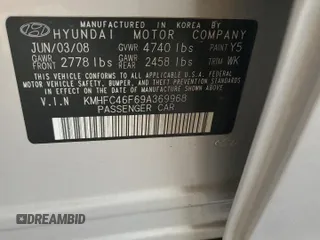 MANUFACTURED IN KOREA BY
HYUNDAI MOTOR COMPANY
JUN/03/08 GVWR 4740 lbs PAINT Y5
GAWR FRONT 2778 lbs GAWR REAR 2458 lbs TRIM WK
THIS VEHICLE CONFORMS TO ALL APPLICABLE
FEDERAL MOTOR VEHICLE SAFETY, BUMPER
AND THEFT PREVENTION STANDARDS IN EFFECT
ON THE DATE OF MANUFACTURE SHOWN ABOVE.
V.I.N KMHFC46F69A369968
PASSENGER CAR
DREAMBID